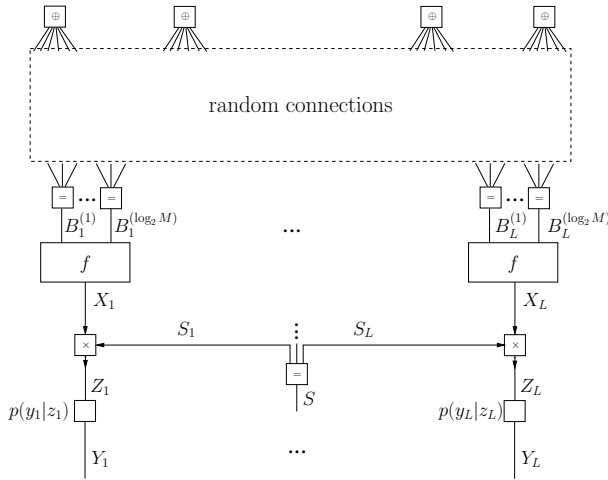 ⊕ ⊕ ⊕ ⊕
random connections
= ... = = ... =
B_1^{(1)} B_1^{(log_2 M)} ... B_L^{(1)} B_L^{(log_2 M)}
f f
X_1 X_L
S_1 S_L
× ×
=
Z_1 S Z_L
p(y_1|z_1) p(y_L|z_L)
Y_1 ... Y_L